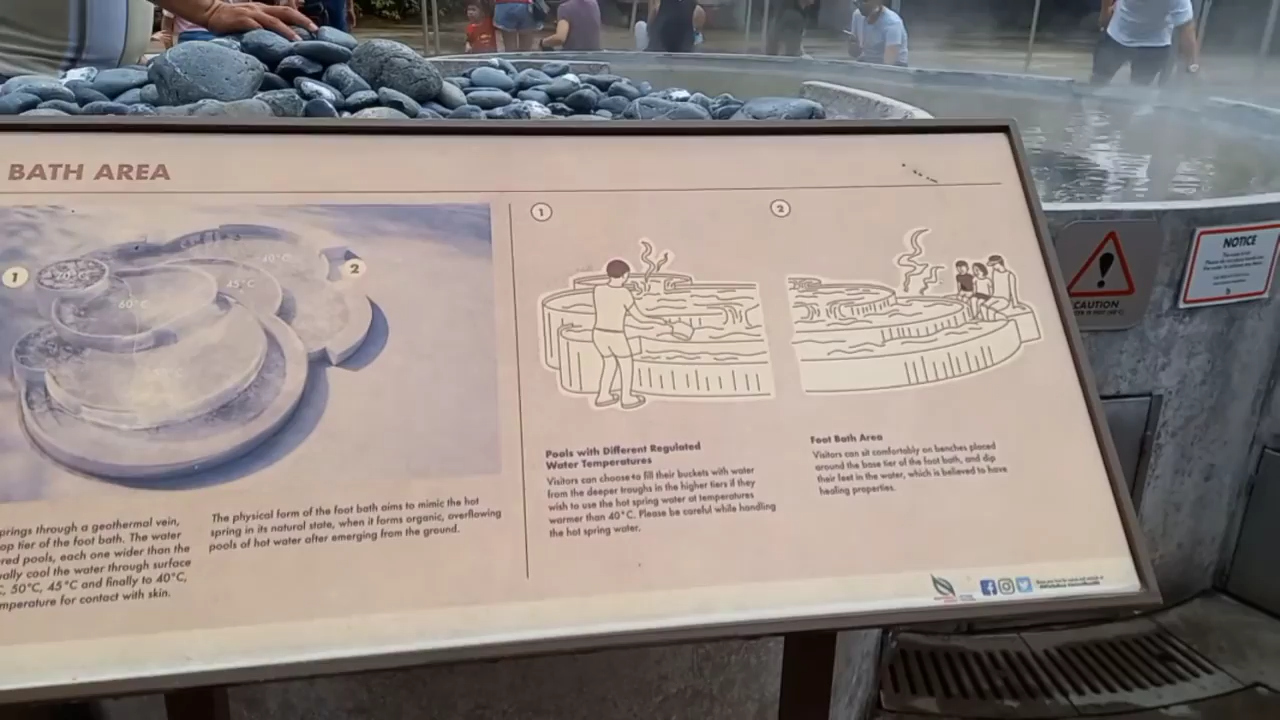 BATH AREA
1
2
1
70°C
60°C
45°C
40°C
2
prings through a geothermal vein,
op tier of the foot bath. The water
red pools, each one wider than the
ally cool the water through surface
C, 50°C, 45°C and finally to 40°C,
mperature for contact with skin.
The physical form of the foot bath aims to mimic the hot
spring in its natural state, when it forms organic, overflowing
pools of hot water after emerging from the ground.
Pools with Different Regulated
Water Temperatures
Visitors can choose to fill their buckets with water
from the deeper troughs in the higher tiers if they
wish to use the hot spring water at temperatures
warmer than 40°C. Please be careful while handling
the hot spring water.
Foot Bath Area
Visitors can sit comfortably on benches placed
around the base tier of the foot bath, and dip
their feet in the water, which is believed to have
healing properties.
CAUTION
NOTICE